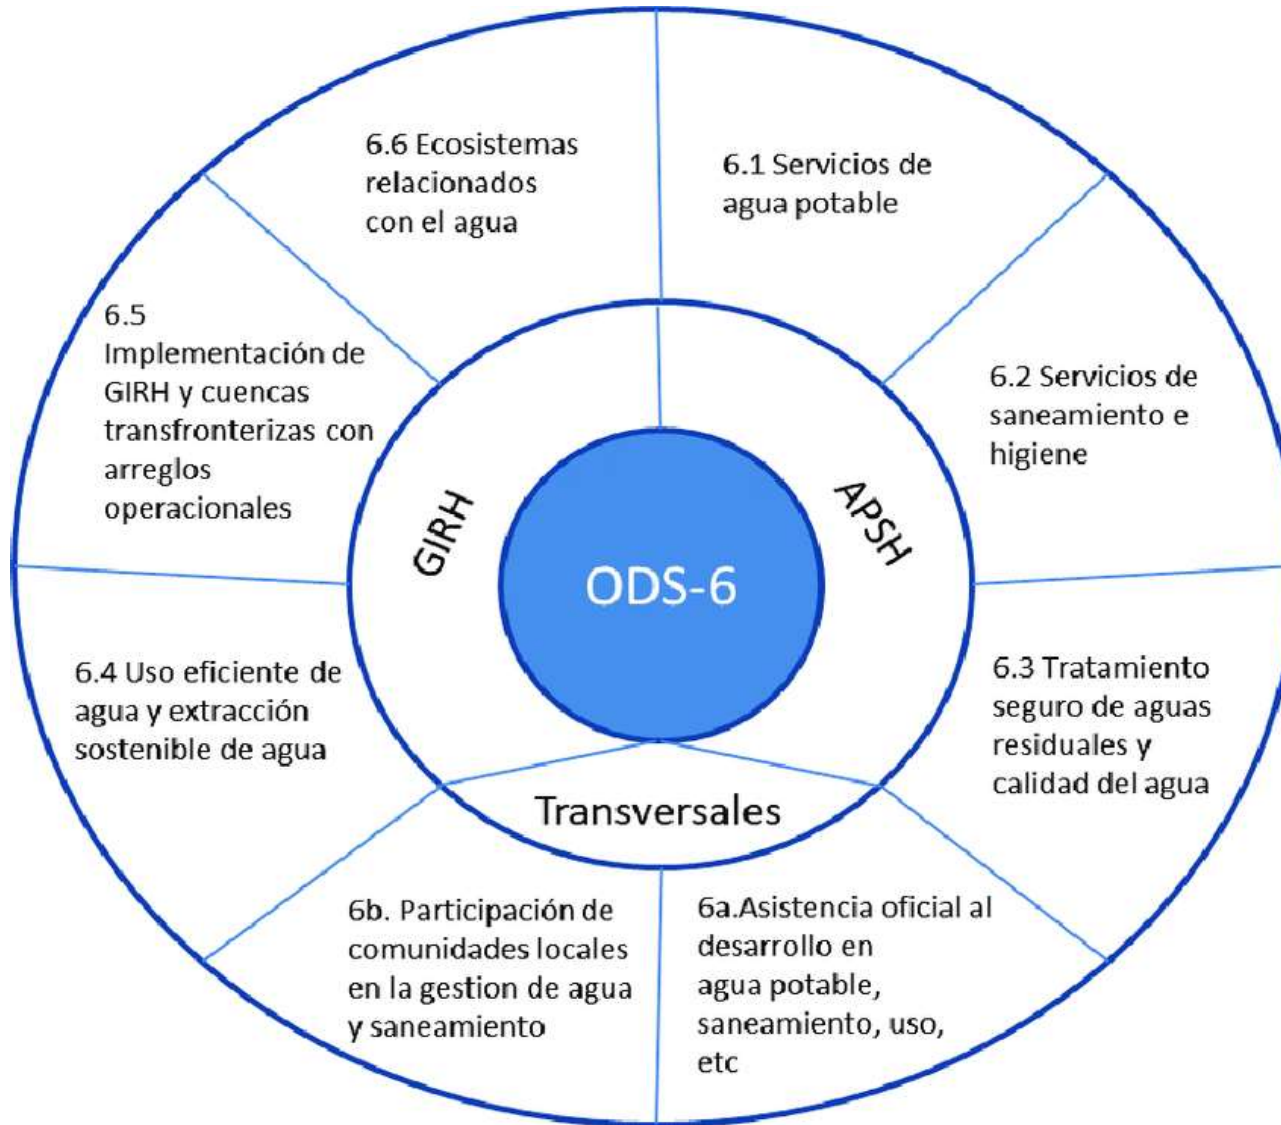 6.6 Ecosistemas
relacionados
con el agua
6.1 Servicios de
agua potable
6.5
Implementación de
GIRH y cuencas
transfronterizas con
arreglos
operacionales
6.2 Servicios de
saneamiento e
higiene
GIRH
APSH
ODS-6
6.4 Uso eficiente de
agua y extracción
sostenible de agua
6.3 Tratamiento
seguro de aguas
residuales y
calidad del agua
Transversales
6b. Participación de
comunidades locales
en la gestion de agua
y saneamiento
6a.Asistencia oficial al
desarrollo en
agua potable,
saneamiento, uso,
etc